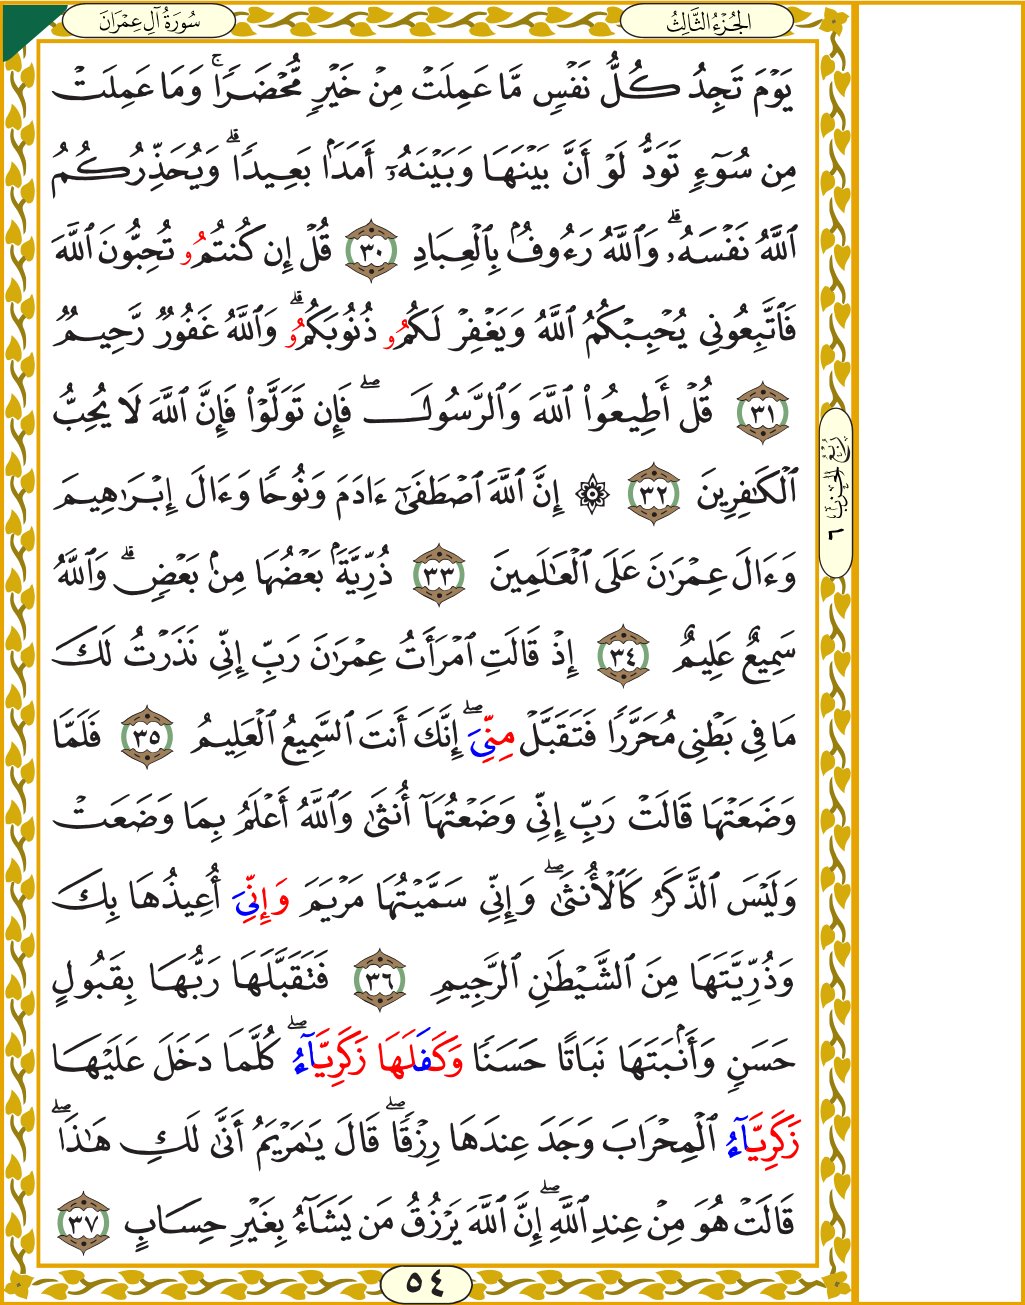 سُورَةُ آلِ عِمْرَانَ
الجُزْءُ الثَّالِثُ
يَوْمَ تَجِدُ كُلُّ نَفْسٖ مَّا عَمِلَتْ مِنْ خَيْرٖ مُّحْضَرٗاۚ وَمَا عَمِلَتْ
مِن سُوٓءٖ تَوَدُّ لَوْ أَنَّ بَيْنَهَا وَبَيْنَهُۥٓ أَمَدَۢا بَعِيدٗاۗ وَيُحَذِّرُكُمُ
ٱللَّهُ نَفْسَهُۥۗ وَٱللَّهُ رَءُوفُۢ بِٱلْعِبَادِ ٣٠ قُلْ إِن كُنتُمُۥ تُحِبُّونَ ٱللَّهَ
فَٱتَّبِعُونِي يُحْبِبْكُمُ ٱللَّهُ وَيَغْفِرْ لَكُمُۥ ذُنُوبَكُمُۥۗ وَٱللَّهُ غَفُورٞ رَّحِيمٞ
٣١ قُلْ أَطِيعُواْ ٱللَّهَ وَٱلرَّسُولَۖ فَإِن تَوَلَّوْاْ فَإِنَّ ٱللَّهَ لَا يُحِبُّ
ٱلْكَٰفِرِينَ ٣٢ ۞ إِنَّ ٱللَّهَ ٱصْطَفَىٰٓ ءَادَمَ وَنُوحٗا وَءَالَ إِبْرَٰهِيمَ
وَءَالَ عِمْرَٰنَ عَلَى ٱلْعَٰلَمِينَ ٣٣ ذُرِّيَّةَۢ بَعْضُهَا مِنۢ بَعْضٖۗ وَٱللَّهُ
سَمِيعٌ عَلِيمٌ ٣٤ إِذْ قَالَتِ ٱمْرَأَتُ عِمْرَٰنَ رَبِّ إِنِّي نَذَرْتُ لَكَ
مَا فِي بَطْنِي مُحَرَّرٗا فَتَقَبَّلْ مِنِّيَۖ إِنَّكَ أَنتَ ٱلسَّمِيعُ ٱلْعَلِيمُ ٣٥ فَلَمَّا
وَضَعَتْهَا قَالَتْ رَبِّ إِنِّي وَضَعْتُهَآ أُنثَىٰ وَٱللَّهُ أَعْلَمُ بِمَا وَضَعَتْ
وَلَيْسَ ٱلذَّكَرُ كَٱلْأُنثَىٰۖ وَإِنِّي سَمَّيْتُهَا مَرْيَمَ وَإِنِّيَ أُعِيذُهَا بِكَ
وَذُرِّيَّتَهَا مِنَ ٱلشَّيْطَٰنِ ٱلرَّجِيمِ ٣٦ فَتَقَبَّلَهَا رَبُّهَا بِقَبُولٍ
حَسَنٖ وَأَنۢبَتَهَا نَبَاتًا حَسَنٗا وَكَفَلَهَا زَكَرِيَّآءُۖ كُلَّمَا دَخَلَ عَلَيْهَا
زَكَرِيَّآءُ ٱلْمِحْرَابَ وَجَدَ عِندَهَا رِزْقٗاۖ قَالَ يَٰمَرْيَمُ أَنَّىٰ لَكِ هَٰذَاۖ
قَالَتْ هُوَ مِنْ عِندِ ٱللَّهِۖ إِنَّ ٱللَّهَ يَرْزُقُ مَن يَشَآءُ بِغَيْرِ حِسَابٍ ٣٧
رُبْعُ الحِزْبِ ٦
٥٤